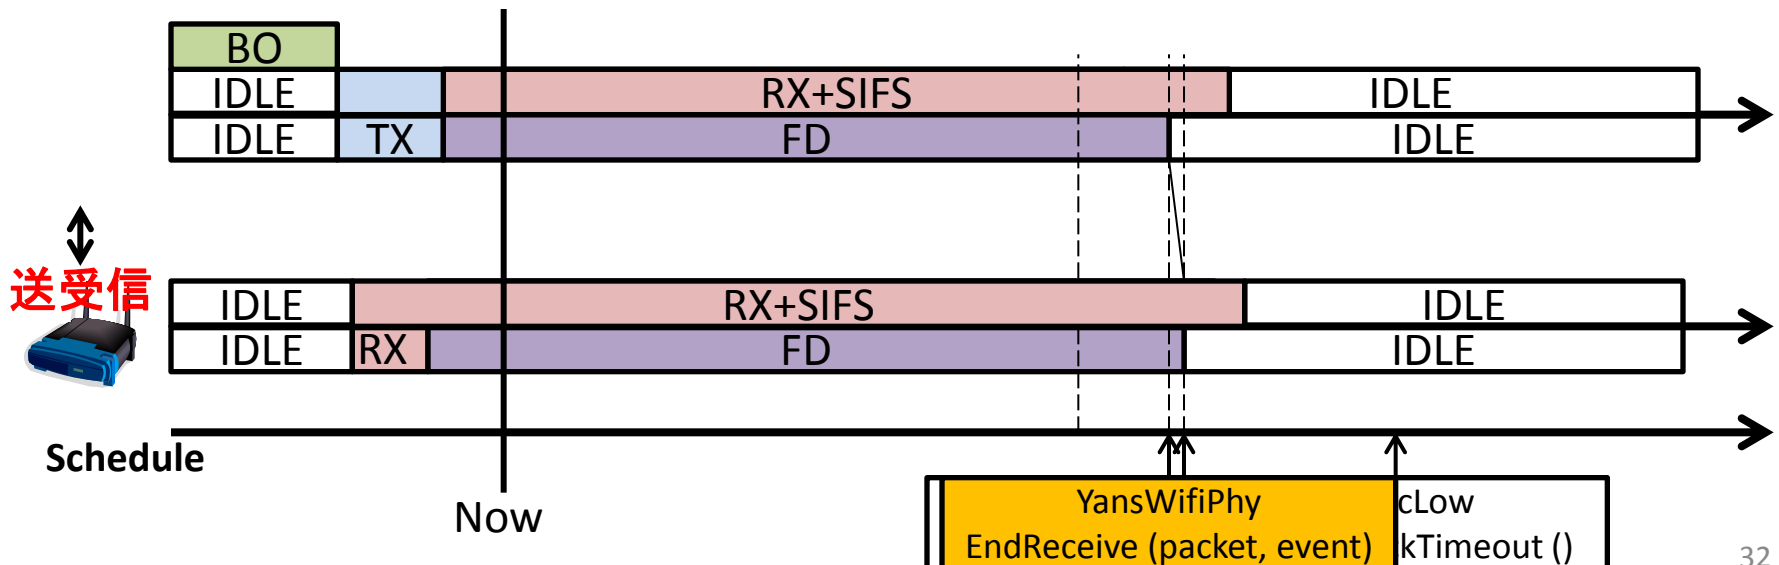 BO
IDLE
RX+SIFS
IDLE
IDLE
TX
FD
IDLE
送受信
IDLE
RX+SIFS
IDLE
IDLE
RX
FD
IDLE
Schedule
Now
YansWifiPhy
cLow
EndReceive (packet, event)
kTimeout ()
32